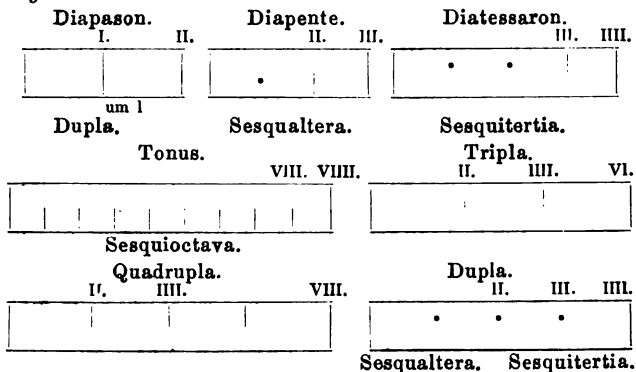 Diapason. Diapente. Diatessaron.
I. II. II. III. III. IIII.
um 1
Dupla. Sesqualtera. Sesquitertia.
Tonus. Tripla.
VIII. VIIII. II. IIII. VI.
Sesquioctava.
Quadrupla. Dupla.
II. IIII. VIII. II. III. IIII.
Sesqualtera. Sesquitertia.